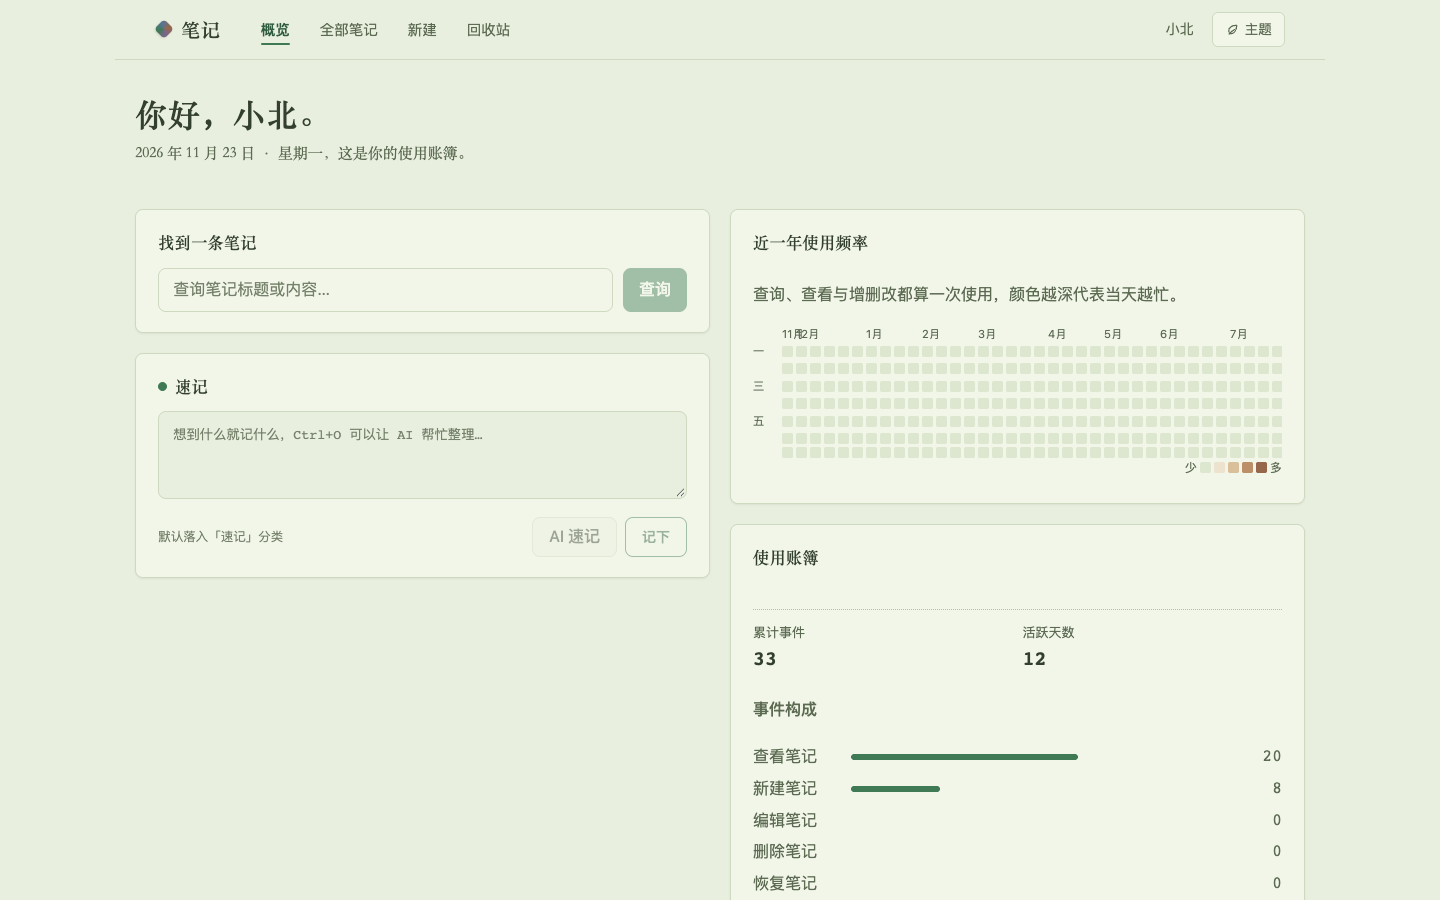 笔记
概览 全部笔记 新建 回收站
小北 主题
你好，小北。
2026 年 11 月 23 日 · 星期一，这是你的使用账簿。
找到一条笔记
查询笔记标题或内容...
查询
速记
想到什么就记什么，Ctrl+O 可以让 AI 帮忙整理…
默认落入「速记」分类
AI 速记 记下
近一年使用频率
查询、查看与增删改都算一次使用，颜色越深代表当天越忙。
11月 12月 1月 2月 3月 4月 5月 6月 7月
一
三
五
少 多
使用账簿
累计事件 活跃天数
33 12
事件构成
查看笔记 20
新建笔记 8
编辑笔记 0
删除笔记 0
恢复笔记 0